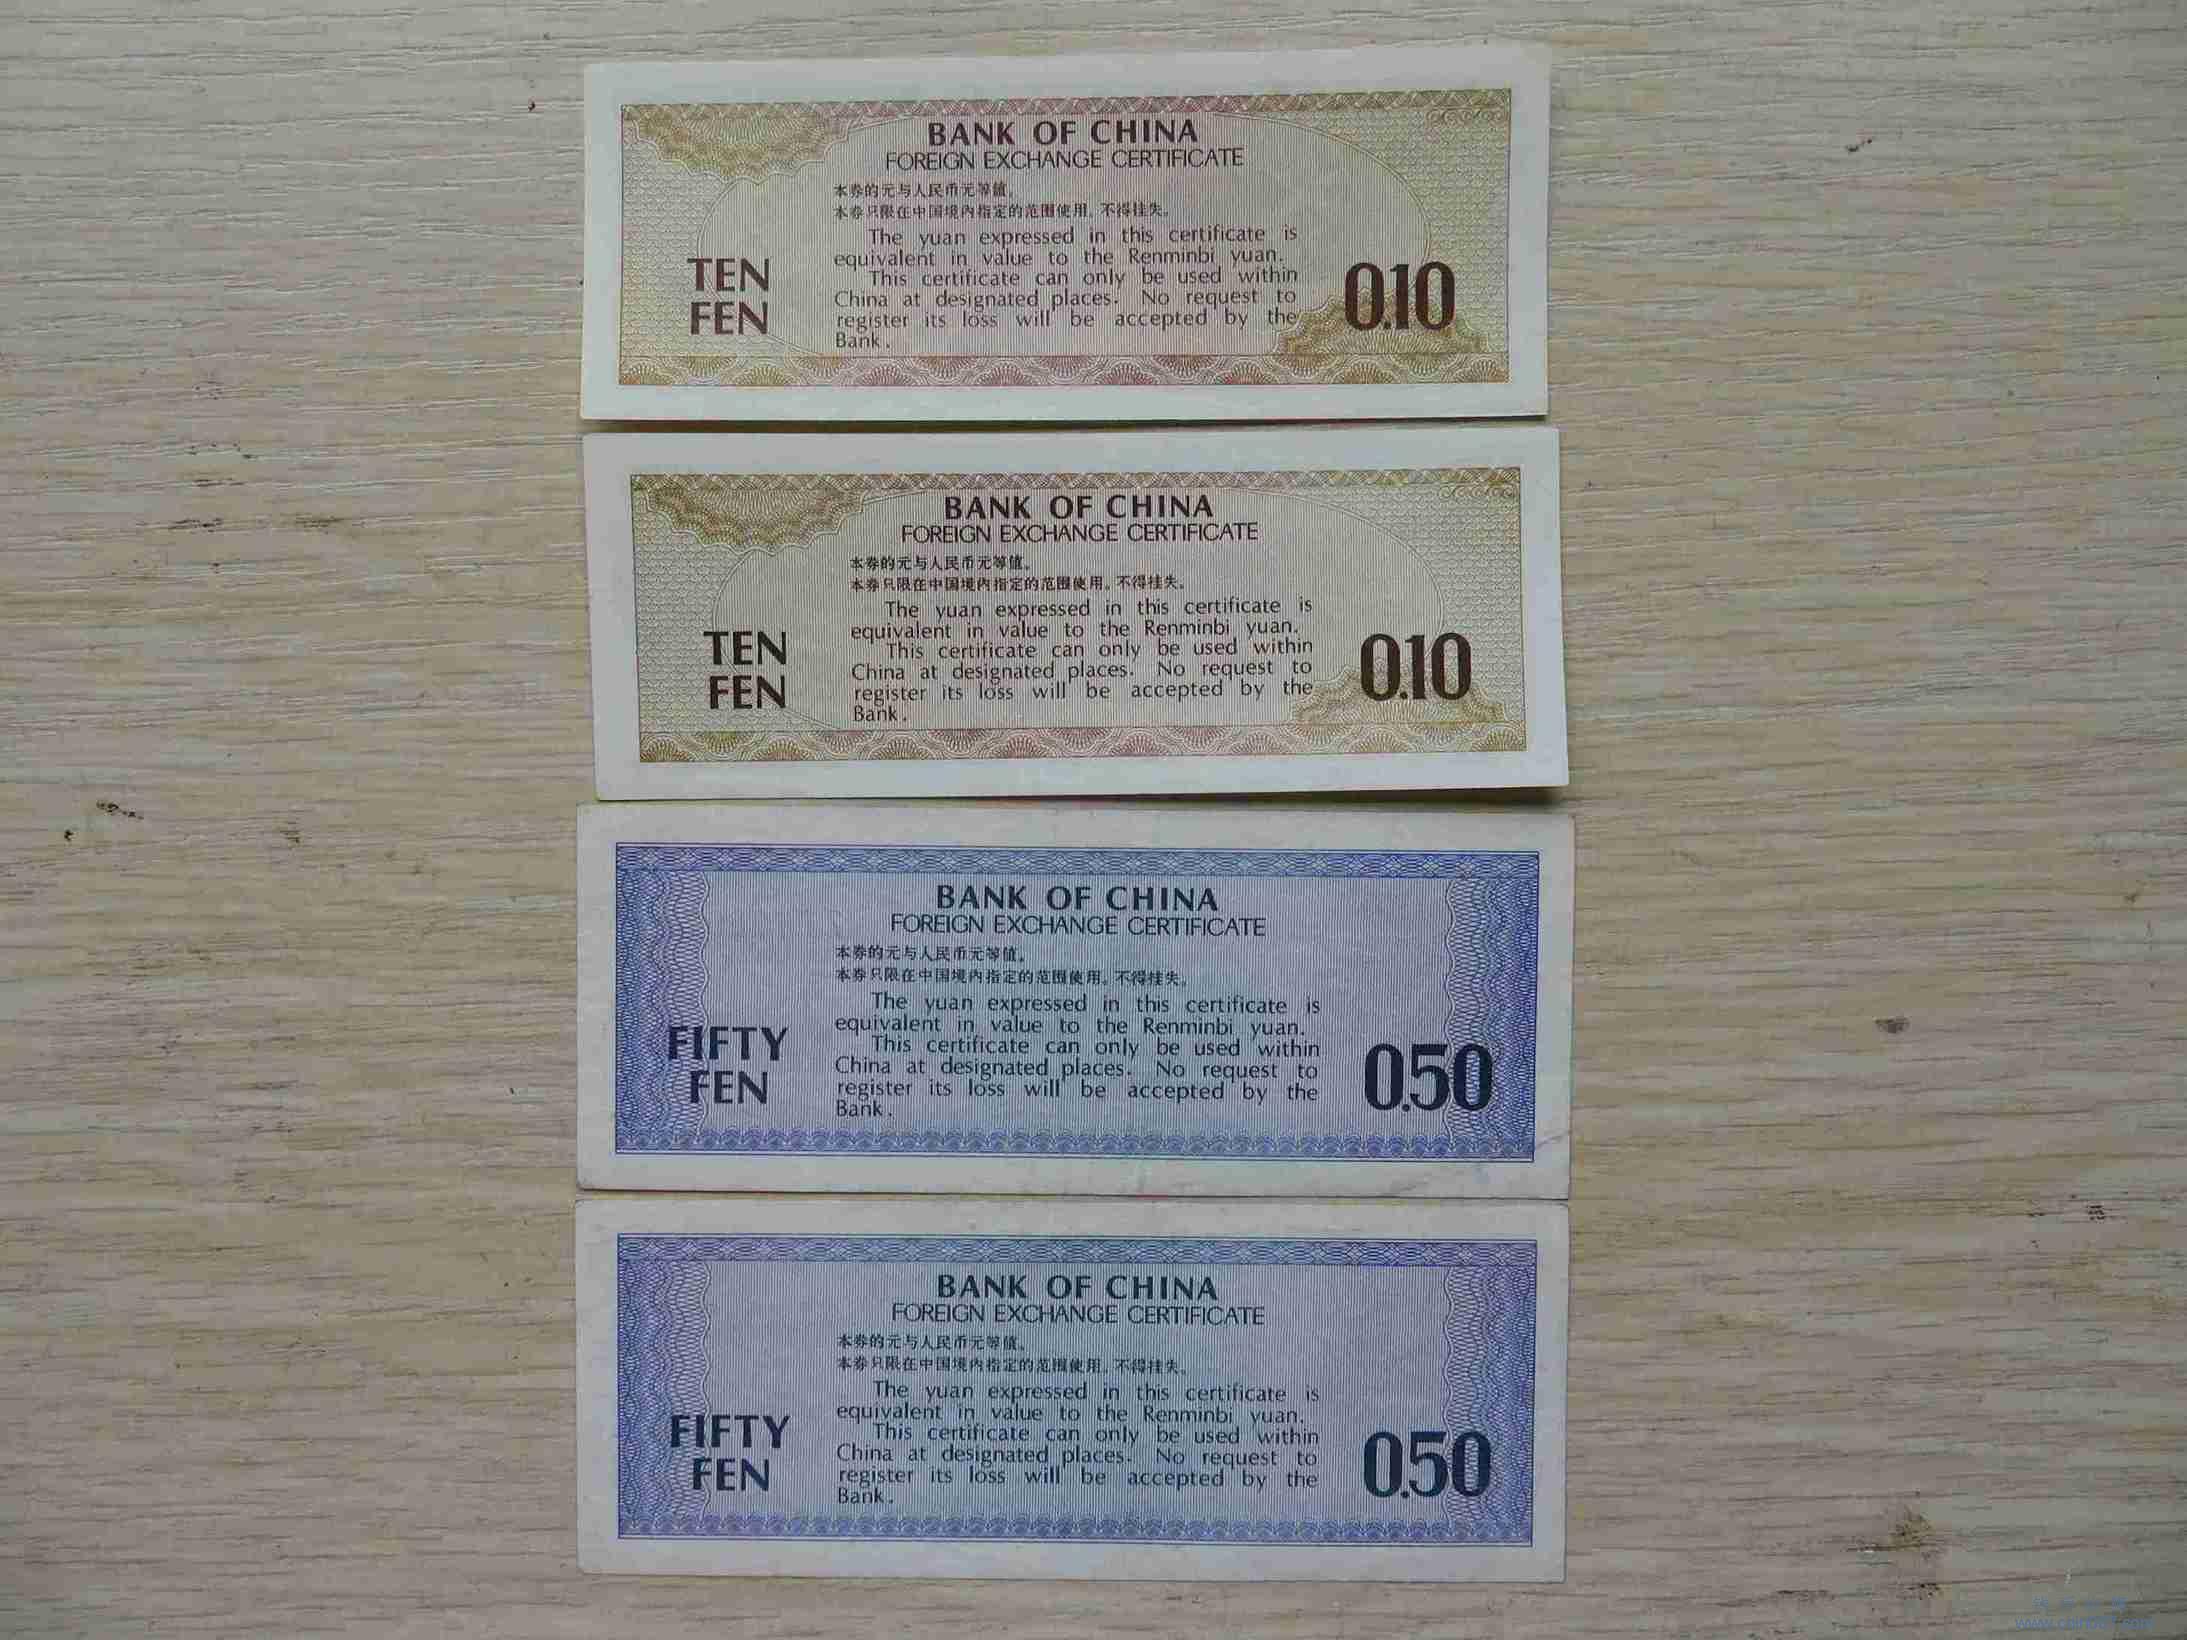 BANK OF CHINA
FOREIGN EXCHANGE CERTIFICATE
本券的元与人民币元等值。
本券只限在中国境内指定的范围使用。不得挂失。
The yuan expressed in this certificate is
equivalent in value to the Renminbi yuan.
This certificate can only be used within
China at designated places. No request to
register its loss will be accepted by the
Bank.
TEN
FEN
0.10
BANK OF CHINA
FOREIGN EXCHANGE CERTIFICATE
本券的元与人民币元等值。
本券只限在中国境内指定的范围使用。不得挂失。
The yuan expressed in this certificate is
equivalent in value to the Renminbi yuan.
This certificate can only be used within
China at designated places. No request to
register its loss will be accepted by the
Bank.
TEN
FEN
0.10
BANK OF CHINA
FOREIGN EXCHANGE CERTIFICATE
本券的元与人民币元等值。
本券只限在中国境内指定的范围使用。不得挂失。
The yuan expressed in this certificate is
equivalent in value to the Renminbi yuan.
This certificate can only be used within
China at designated places. No request to
register its loss will be accepted by the
Bank.
FIFTY
FEN
0.50
BANK OF CHINA
FOREIGN EXCHANGE CERTIFICATE
本券的元与人民币元等值。
本券只限在中国境内指定的范围使用。不得挂失。
The yuan expressed in this certificate is
equivalent in value to the Renminbi yuan.
This certificate can only be used within
China at designated places. No request to
register its loss will be accepted by the
Bank.
FIFTY
FEN
0.50